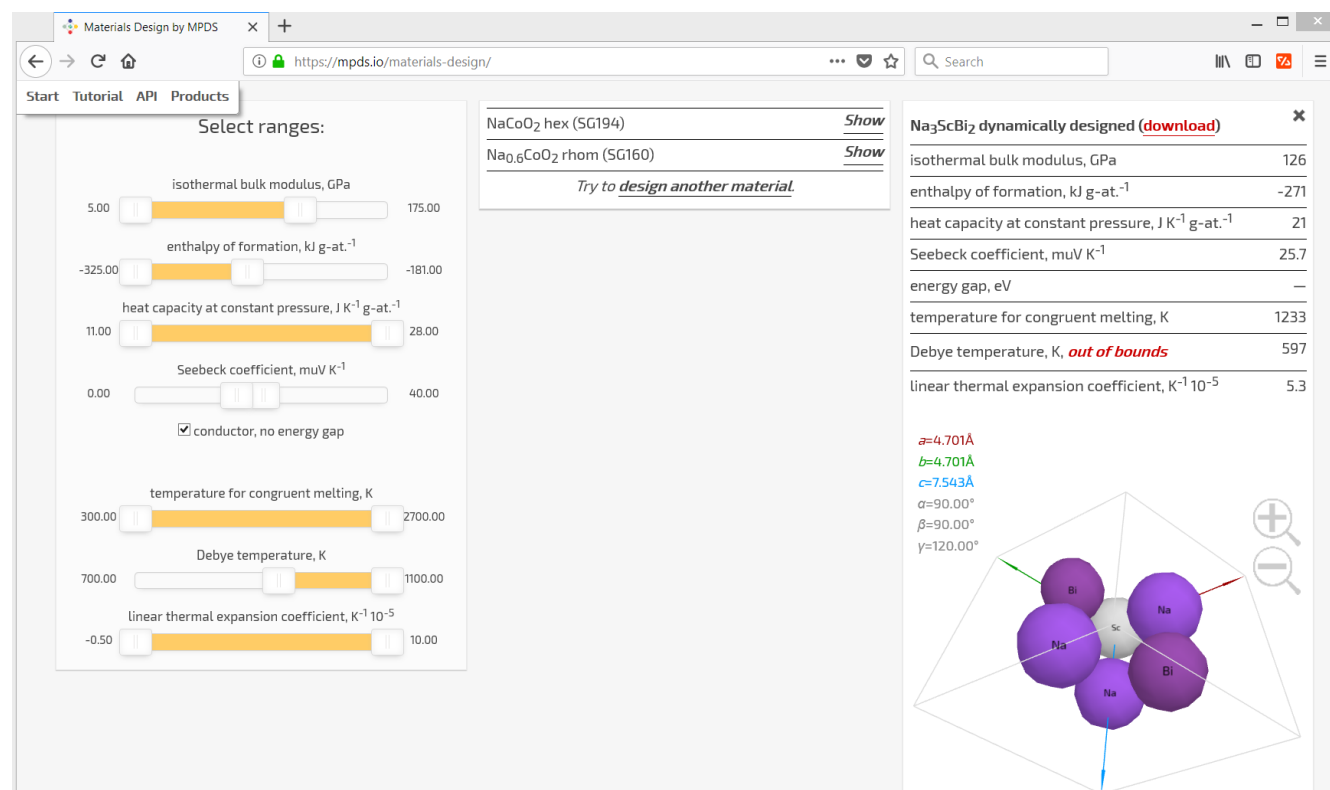 Materials Design by MPDS
https://mpds.io/materials-design/
Search
Start Tutorial API Products
Select ranges:
isothermal bulk modulus, GPa
5.00 175.00
enthalpy of formation, kJ g-at.⁻¹
-325.00 -181.00
heat capacity at constant pressure, J K⁻¹ g-at.⁻¹
11.00 28.00
Seebeck coefficient, muV K⁻¹
0.00 40.00
conductor, no energy gap
temperature for congruent melting, K
300.00 2700.00
Debye temperature, K
700.00 1100.00
linear thermal expansion coefficient, K⁻¹ 10⁻⁵
-0.50 10.00
NaCoO₂ hex (SG194) Show
Na₀.₆CoO₂ rhom (SG160) Show
Try to design another material.
Na₃ScBi₂ dynamically designed (download)
isothermal bulk modulus, GPa 126
enthalpy of formation, kJ g-at.⁻¹ -271
heat capacity at constant pressure, J K⁻¹ g-at.⁻¹ 21
Seebeck coefficient, muV K⁻¹ 25.7
energy gap, eV —
temperature for congruent melting, K 1233
Debye temperature, K, out of bounds 597
linear thermal expansion coefficient, K⁻¹ 10⁻⁵ 5.3
a=4.701Å
b=4.701Å
c=7.543Å
α=90.00°
β=90.00°
γ=120.00°
Bi
Na
Sc
Na
Bi
Na